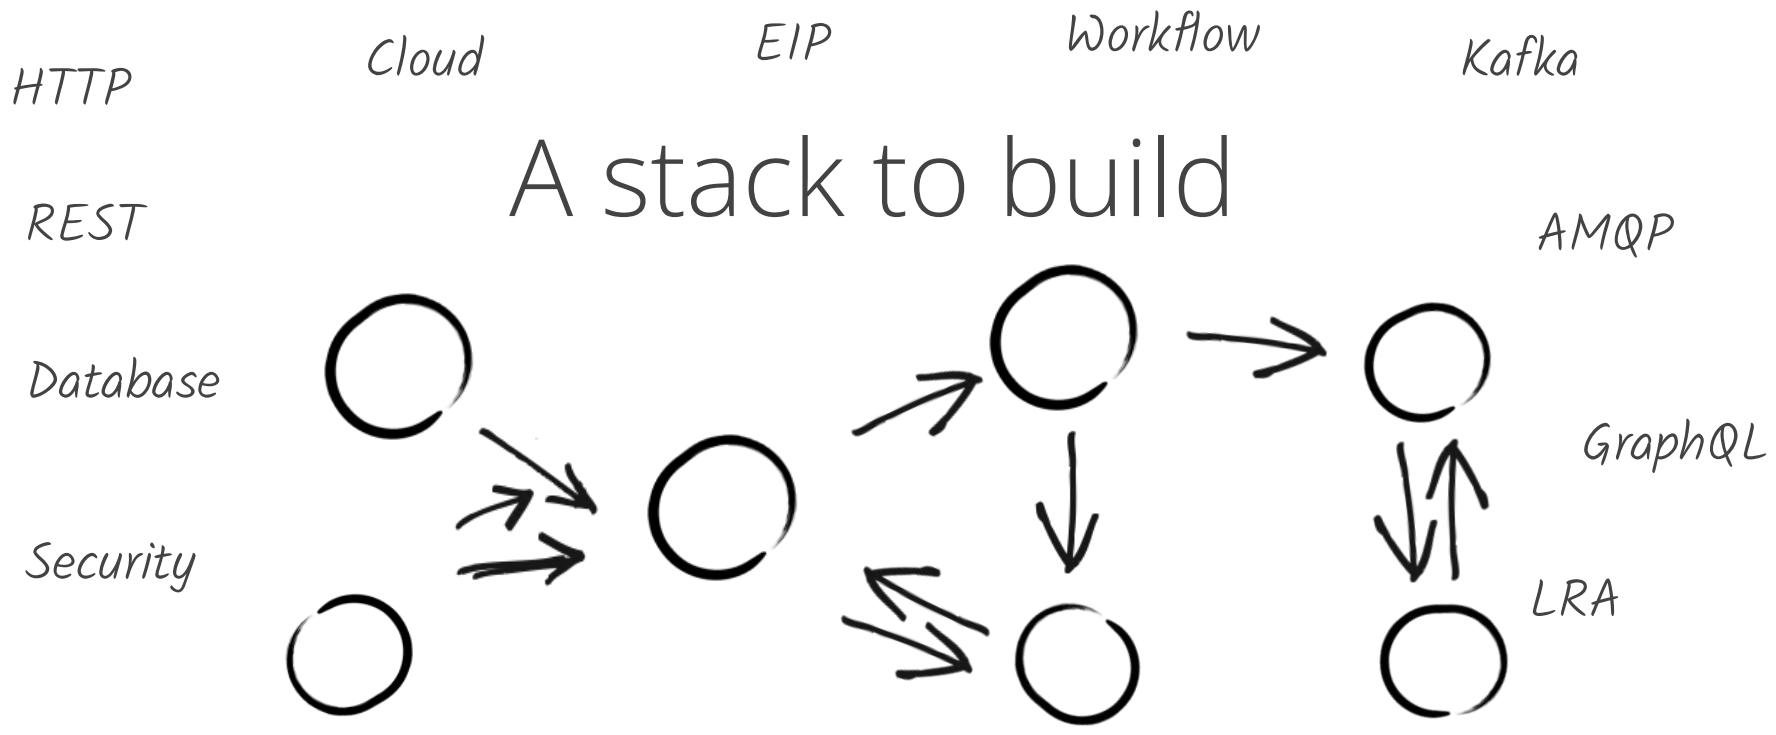 HTTP
Cloud
EIP
Workflow
Kafka
A stack to build
REST
AMQP
Database
GraphQL
Security
LRA